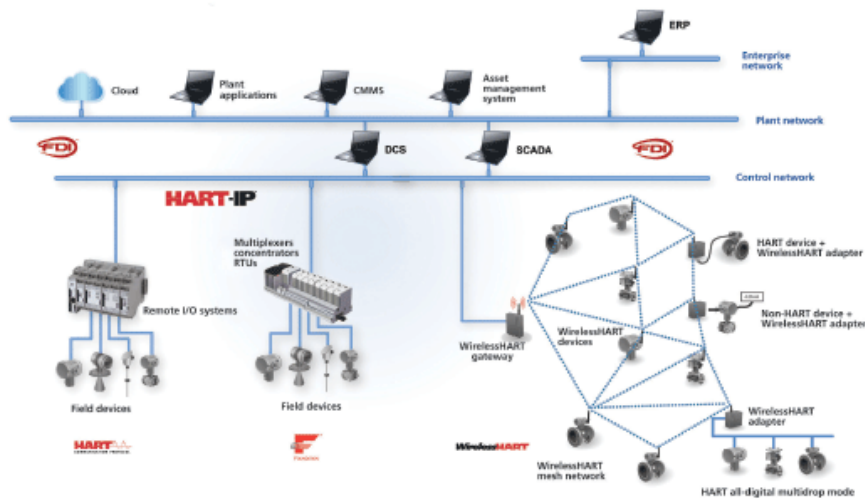 ERP
Enterprise
network
Cloud
Plant
applications
CMMS
Asset
management
system
Plant network
FDI
DCS
SCADA
FDI
Control network
HART-IP
Multiplexers
concentrators
RTUs
HART device +
WirelessHART adapter
Remote I/O systems
Non-HART device +
WirelessHART adapter
WirelessHART
gateway
WirelessHART
devices
Field devices
Field devices
WirelessHART
adapter
HART
COMMUNICATION PROTOCOL
F
WirelessHART
WirelessHART
mesh network
HART all-digital multidrop mode